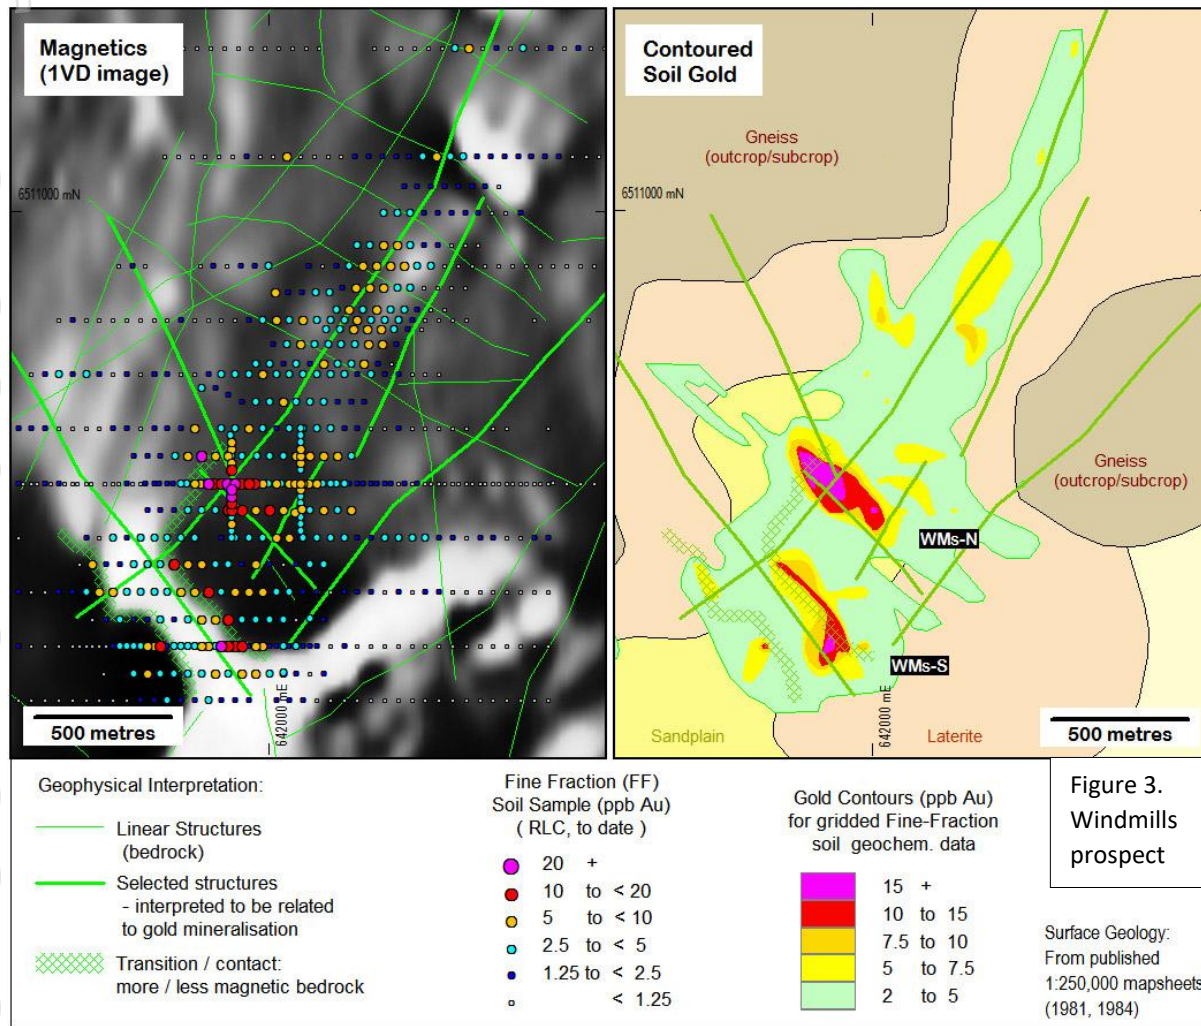 Magnetics
(1VD image)
6511000 mN
642000 mE
500 metres
Contoured
Soil Gold
Gneiss
(outcrop/subcrop)
6511000 mN
Gneiss
(outcrop/subcrop)
WMs-N
WMs-S
642000 mE
Sandplain
Laterite
500 metres
Geophysical Interpretation:
Linear Structures
(bedrock)
Selected structures
- interpreted to be related
to gold mineralisation
Transition / contact:
more / less magnetic bedrock
Fine Fraction (FF)
Soil Sample (ppb Au)
( RLC, to date )
20 +
10 to < 20
5 to < 10
2.5 to < 5
1.25 to < 2.5
< 1.25
Gold Contours (ppb Au)
for gridded Fine-Fraction
soil geochem. data
15 +
10 to 15
7.5 to 10
5 to 7.5
2 to 5
Figure 3.
Windmills
prospect
Surface Geology:
From published
1:250,000 mapsheets
(1981, 1984)